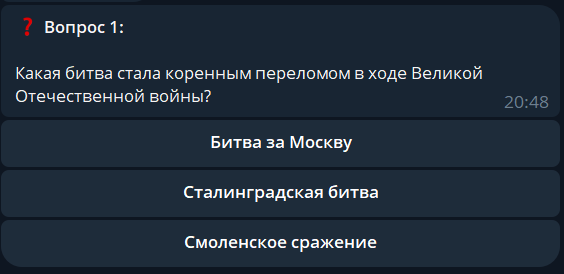 ❓ Вопрос 1:
Какая битва стала коренным переломом в ходе Великой
Отечественной войны?
20:48
Битва за Москву
Сталинградская битва
Смоленское сражение